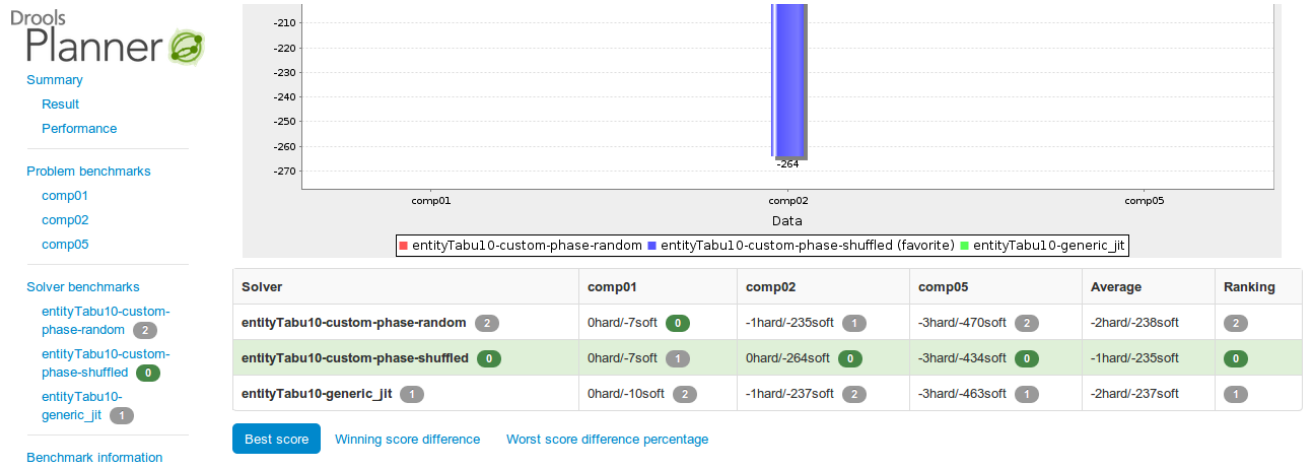 Drools
Planner
Summary
Result
Performance
Problem benchmarks
comp01
comp02
comp05
Solver benchmarks
entityTabu10-custom-
phase-random 2
entityTabu10-custom-
phase-shuffled 0
entityTabu10-
generic_jit 1
Benchmark information
-210
-220
-230
-240
-250
-260
-270
-264
comp01 comp02 comp05
Data
entityTabu10-custom-phase-random entityTabu10-custom-phase-shuffled (favorite) entityTabu10-generic_jit
Solver comp01 comp02 comp05 Average Ranking
entityTabu10-custom-phase-random 2 0hard/-7soft 0 -1hard/-235soft 1 -3hard/-470soft 2 -2hard/-238soft 2
entityTabu10-custom-phase-shuffled 0 0hard/-7soft 1 0hard/-264soft 0 -3hard/-434soft 0 -1hard/-235soft 0
entityTabu10-generic_jit 1 0hard/-10soft 2 -1hard/-237soft 2 -3hard/-463soft 1 -2hard/-237soft 1
Best score Winning score difference Worst score difference percentage